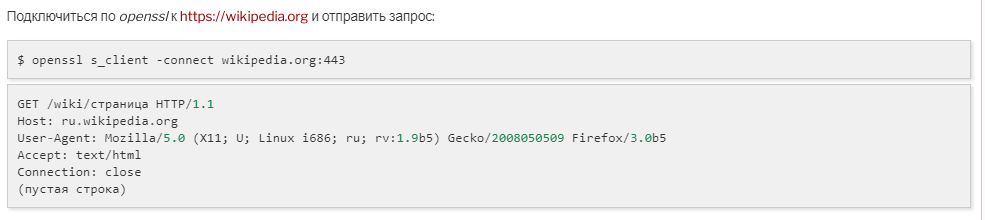 Подключиться по openssl к https://wikipedia.org и отправить запрос:
$ openssl s_client -connect wikipedia.org:443
GET /wiki/страница HTTP/1.1
Host: ru.wikipedia.org
User-Agent: Mozilla/5.0 (X11; U; Linux i686; ru; rv:1.9b5) Gecko/2008050509 Firefox/3.0b5
Accept: text/html
Connection: close
(пустая строка)